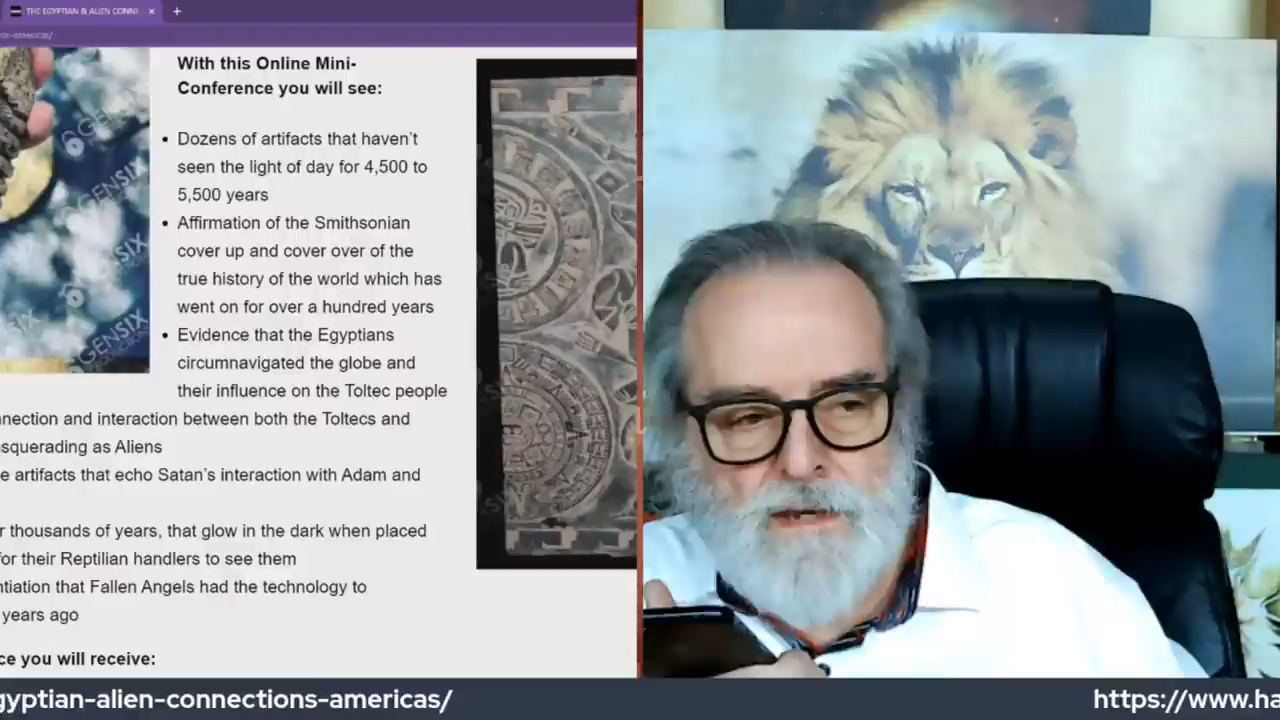 THE EGYPTIAN & ALIEN CONNE
-americas/
With this Online Mini-
Conference you will see:
Dozens of artifacts that haven't
seen the light of day for 4,500 to
5,500 years
Affirmation of the Smithsonian
cover up and cover over of the
true history of the world which has
went on for over a hundred years
Evidence that the Egyptians
circumnavigated the globe and
their influence on the Toltec people
nnection and interaction between both the Toltecs and
squerading as Aliens
e artifacts that echo Satan's interaction with Adam and
r thousands of years, that glow in the dark when placed
for their Reptilian handlers to see them
ntiation that Fallen Angels had the technology to
years ago
ce you will receive:
GENSIX
GENSIX
GENSIX
gyptian-alien-connections-americas/
https://www.ha